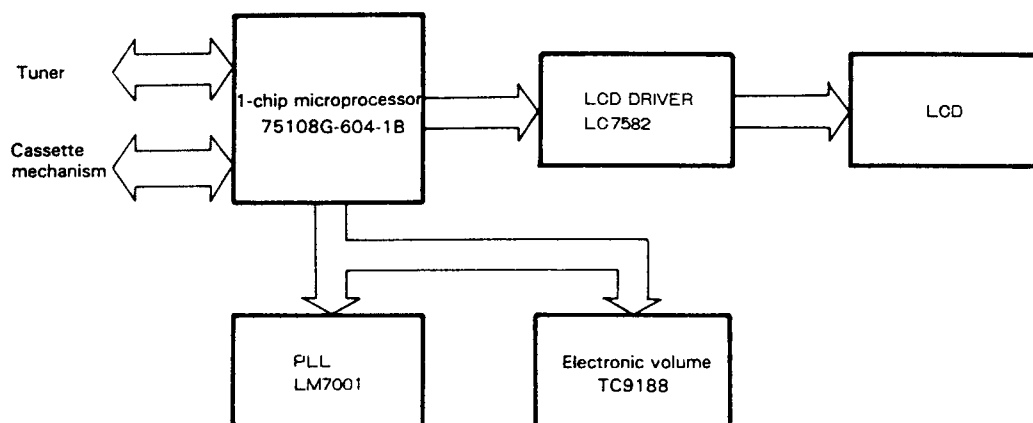 Tuner
Cassette
mechanism
1-chip microprocessor
75108G-604-1B
LCD DRIVER
LC7582
LCD
PLL
LM7001
Electronic volume
TC9188